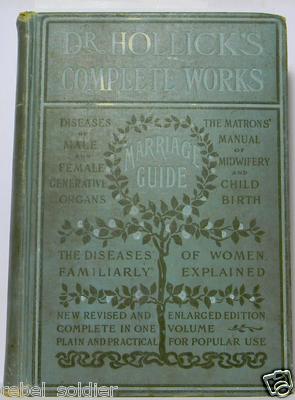 DR. HOLLICK'S
COMPLETE WORKS
DISEASES
OF
MALE
AND
FEMALE
GENERATIVE
ORGANS
MARRIAGE
GUIDE
THE MATRONS'
MANUAL
OF
MIDWIFERY
AND
CHILD
BIRTH
THE DISEASES OF WOMEN
FAMILIARLY EXPLAINED
NEW REVISED AND ENLARGED EDITION
COMPLETE IN ONE VOLUME
PLAIN AND PRACTICAL FOR POPULAR USE
rebel_soldier
ebay